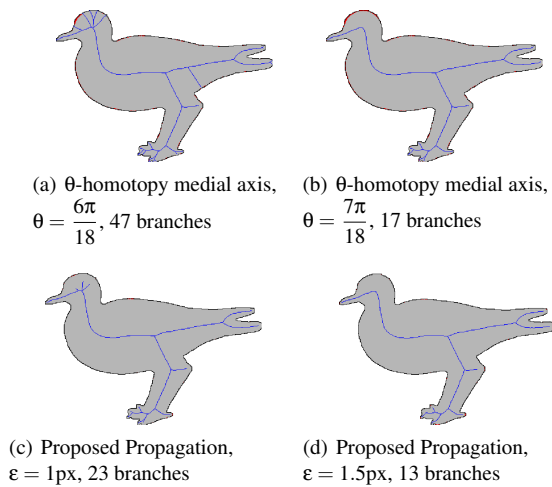 (a) θ-homotopy medial axis,
θ = 6π/18, 47 branches
(b) θ-homotopy medial axis,
θ = 7π/18, 17 branches
(c) Proposed Propagation,
ε = 1px, 23 branches
(d) Proposed Propagation,
ε = 1.5px, 13 branches